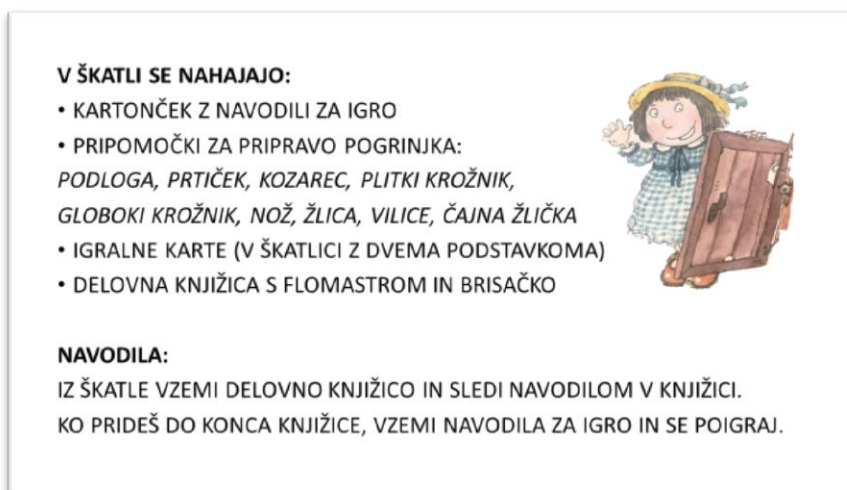 V ŠKATLI SE NAHAJAJO:
• KARTONČEK Z NAVODILI ZA IGRO
• PRIPOMOČKI ZA PRIPRAVO POGRINJKA:
PODLOGA, PRTIČEK, KOZAREC, PLITKI KROŽNIK,
GLOBOKI KROŽNIK, NOŽ, ŽLICA, VILICE, ČAJNA ŽLIČKA
• IGRALNE KARTE (V ŠKATLICI Z DVEMA PODSTAVKOMA)
• DELOVNA KNJIŽICA S FLOMASTROM IN BRISAČKO
NAVODILA:
IZ ŠKATLE VZEMI DELOVNO KNJIŽICO IN SLEDI NAVODILOM V KNJIŽICI.
KO PRIDEŠ DO KONCA KNJIŽICE, VZEMI NAVODILA ZA IGRO IN SE POIGRAJ.